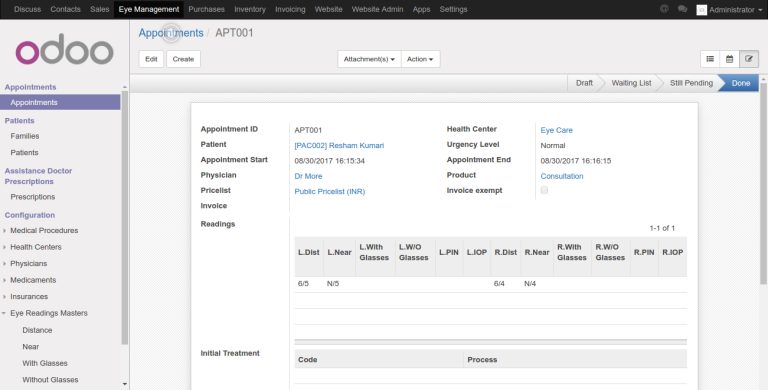 Discuss Contacts Sales Eye Management Purchases Inventory Invoicing Website Website Admin Apps Settings @ Administrator
odoo
Appointments / APT001
Edit Create Attachment(s) Action
Draft Waiting List Still Pending Done
Appointments
Appointments
Patients
Families
Patients
Assistance Doctor
Prescriptions
Prescriptions
Configuration
Medical Procedures
Health Centers
Physicians
Medicaments
Insurances
Eye Readings Masters
Distance
Near
With Glasses
Without Glasses
Appointment ID APT001 Health Center Eye Care
Patient [PAC002] Resham Kumari Urgency Level Normal
Appointment Start 08/30/2017 16:15:34 Appointment End 08/30/2017 16:16:15
Physician Dr More Product Consultation
Pricelist Public Pricelist (INR) Invoice exempt
Invoice
Readings 1-1 of 1
L.Dist L.Near L.With Glasses L.W/O Glasses L.PIN L.IOP R.Dist R.Near R.With Glasses R.W/O Glasses R.PIN R.IOP
6/5 N/5 6/4 N/4
Initial Treatment Code Process